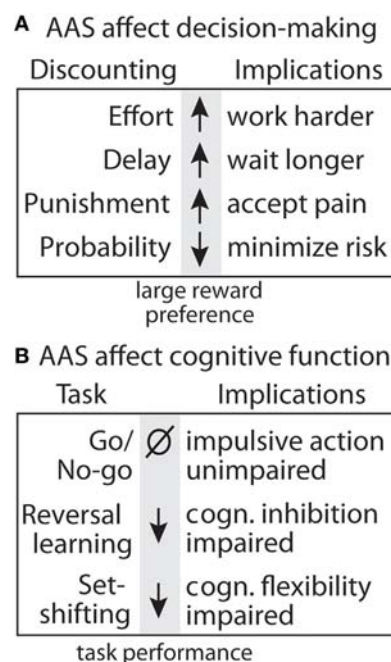 A AAS affect decision-making
Discounting Implications
Effort ↑ work harder
Delay ↑ wait longer
Punishment ↑ accept pain
Probability ↓ minimize risk
large reward
preference
B AAS affect cognitive function
Task Implications
Go/ Ø impulsive action
No-go unimpaired
Reversal ↓ cogn. inhibition
learning impaired
Set- ↓ cogn. flexibility
shifting impaired
task performance